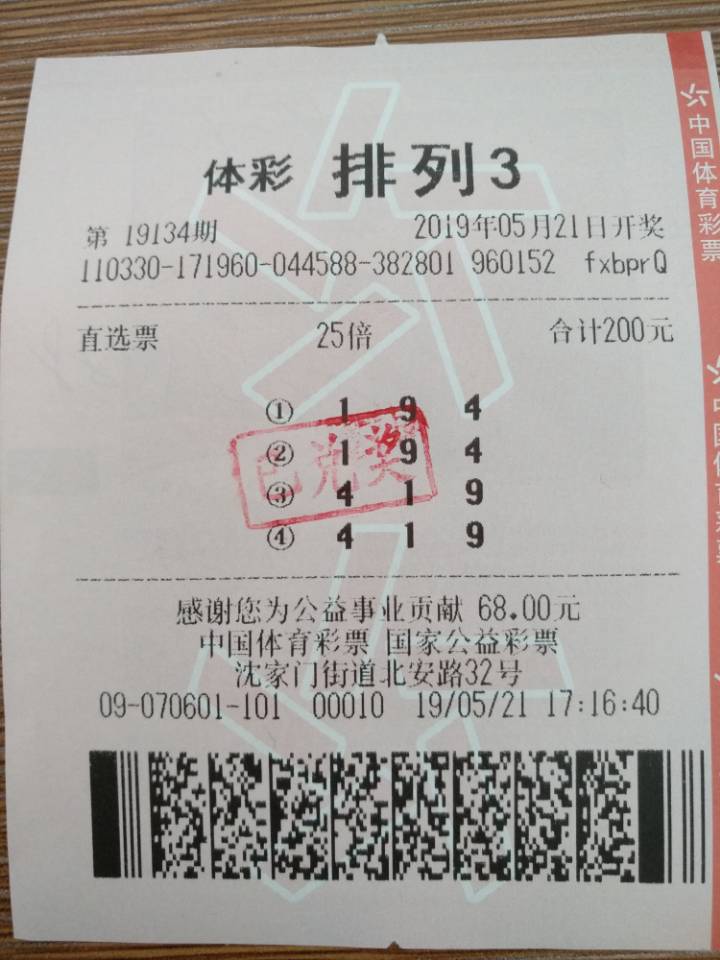 体彩 排列3
第 19134期 2019年05月21日开奖
110330-171960-044588-382801 960152 fxbprQ
直选票 25倍 合计200元
① 1 9 4
② 1 9 4
③ 4 1 9
④ 4 1 9
已兑奖
感谢您为公益事业贡献 68.00元
中国体育彩票 国家公益彩票
沈家门街道北安路32号
09-070601-101 00010 19/05/21 17:16:40
中国体育彩票